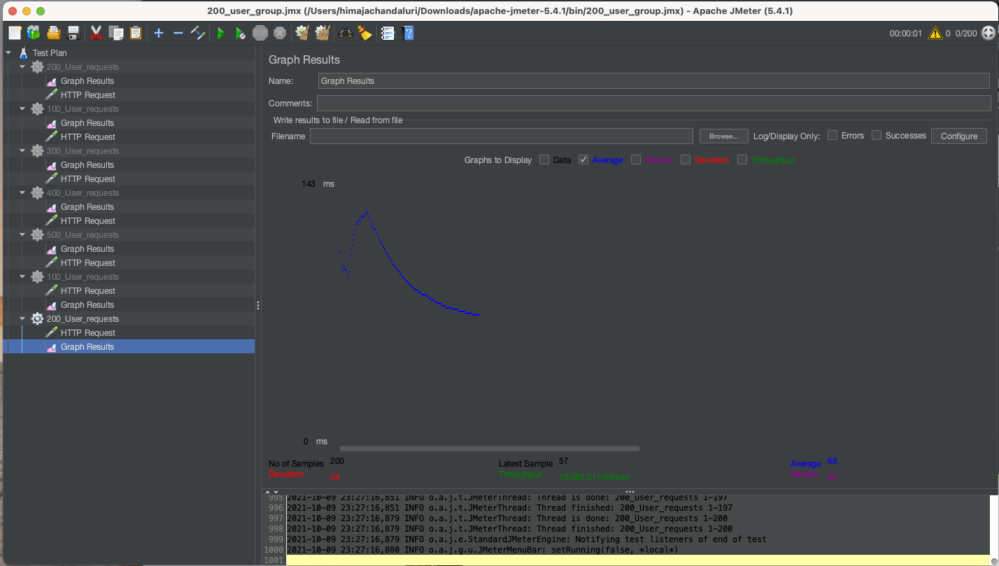 200_user_group.jmx (/Users/himajachandaluri/Downloads/apache-jmeter-5.4.1/bin/200_user_group.jmx) - Apache JMeter (5.4.1)
STOP
00:00:01 0 0/200
Test Plan
200_User_requests
Graph Results
HTTP Request
100_User_requests
Graph Results
HTTP Request
300_User_requests
Graph Results
HTTP Request
400_User_requests
Graph Results
HTTP Request
500_User_requests
Graph Results
HTTP Request
100_User_requests
HTTP Request
Graph Results
200_User_requests
HTTP Request
Graph Results
Graph Results
Name: Graph Results
Comments:
Write results to file / Read from file
Filename Browse... Log/Display Only: Errors Successes Configure
Graphs to Display Data Average Median Deviation Throughput
143 ms
0 ms
No of Samples 200 Latest Sample 57 Average 68
Deviation 34 Throughput 10,582.011/minute Median
995 2021-10-09 23:27:16,851 INFO o.a.j.t.JMeterThread: Thread is done: 200_User_requests 1-197
996 2021-10-09 23:27:16,851 INFO o.a.j.t.JMeterThread: Thread finished: 200_User_requests 1-197
997 2021-10-09 23:27:16,879 INFO o.a.j.t.JMeterThread: Thread is done: 200_User_requests 1-200
998 2021-10-09 23:27:16,879 INFO o.a.j.t.JMeterThread: Thread finished: 200_User_requests 1-200
999 2021-10-09 23:27:16,879 INFO o.a.j.e.StandardJMeterEngine: Notifying test listeners of end of test
1000 2021-10-09 23:27:16,880 INFO o.a.j.g.u.JMeterMenuBar: setRunning(false, *local*)
1001